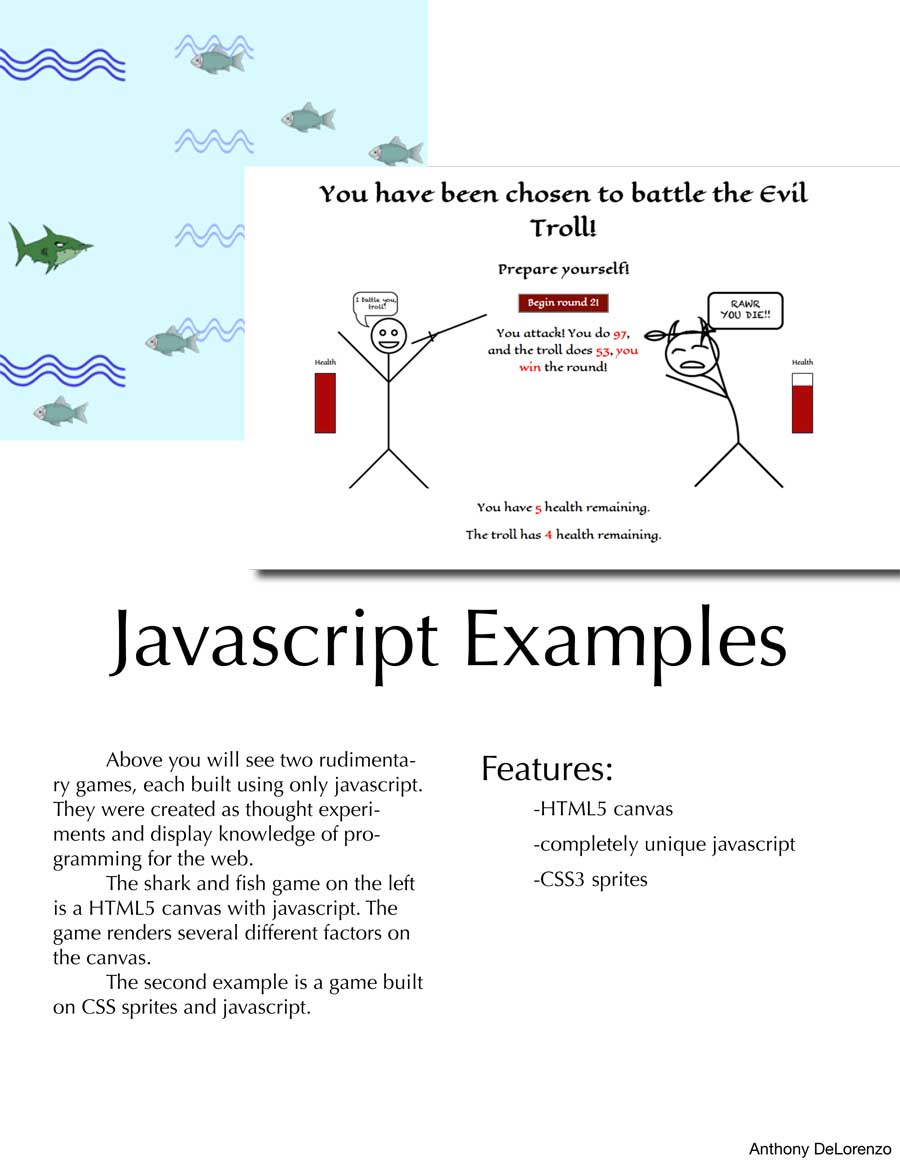 You have been chosen to battle the Evil
Troll!
Prepare yourself!
I battle you,
troll!
Begin round 2!
RAWR
YOU DIE!!
You attack! You do 97,
and the troll does 53, you
win the round!
Health
Health
You have 5 health remaining.
The troll has 4 health remaining.
Javascript Examples
Above you will see two rudimenta-
ry games, each built using only javascript.
They were created as thought experi-
ments and display knowledge of pro-
gramming for the web.
The shark and fish game on the left
is a HTML5 canvas with javascript. The
game renders several different factors on
the canvas.
The second example is a game built
on CSS sprites and javascript.
Features:
-HTML5 canvas
-completely unique javascript
-CSS3 sprites
Anthony DeLorenzo